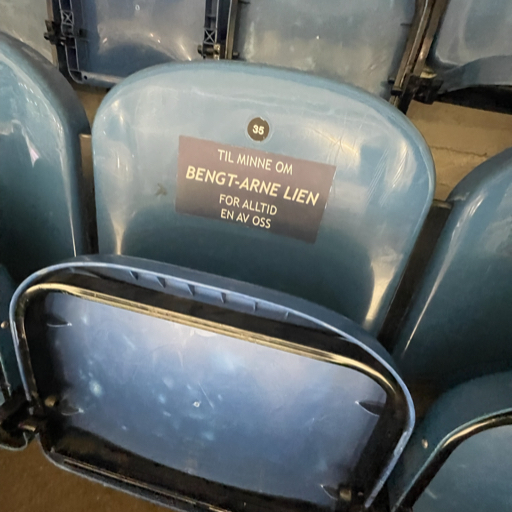 35
TIL MINNE OM
BENGT-ARNE LIEN
FOR ALLTID
EN AV OSS